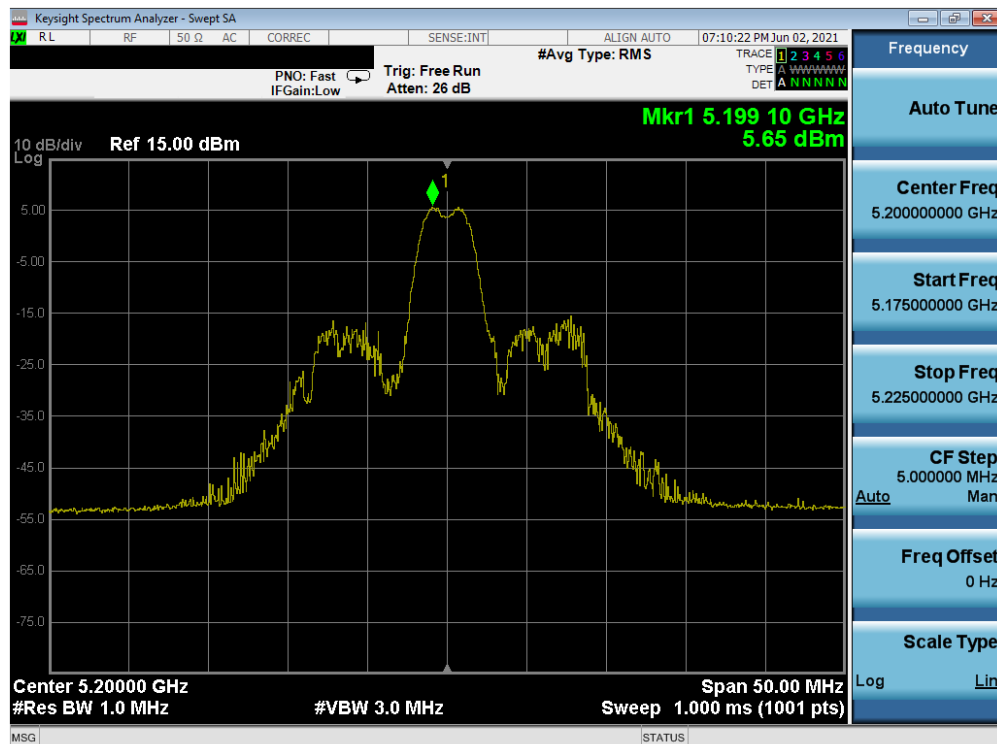 Keysight Spectrum Analyzer - Swept SA
LXI RL RF 50 Ω AC CORREC SENSE:INT ALIGN AUTO 07:10:22 PM Jun 02, 2021
#Avg Type: RMS
TRACE 1 2 3 4 5 6
TYPE A WWWWW
DET A N N N N N
PNO: Fast
IFGain:Low
Trig: Free Run
Atten: 26 dB
Mkr1 5.199 10 GHz
5.65 dBm
10 dB/div
Log
Ref 15.00 dBm
1
5.00
-5.00
-15.0
-25.0
-35.0
-45.0
-55.0
-65.0
-75.0
Center 5.20000 GHz
Span 50.00 MHz
#Res BW 1.0 MHz
#VBW 3.0 MHz
Sweep 1.000 ms (1001 pts)
MSG
STATUS
Frequency
Auto Tune
Center Freq
5.200000000 GHz
Start Freq
5.175000000 GHz
Stop Freq
5.225000000 GHz
CF Step
5.000000 MHz
Auto Man
Freq Offset
0 Hz
Scale Type
Log Lin